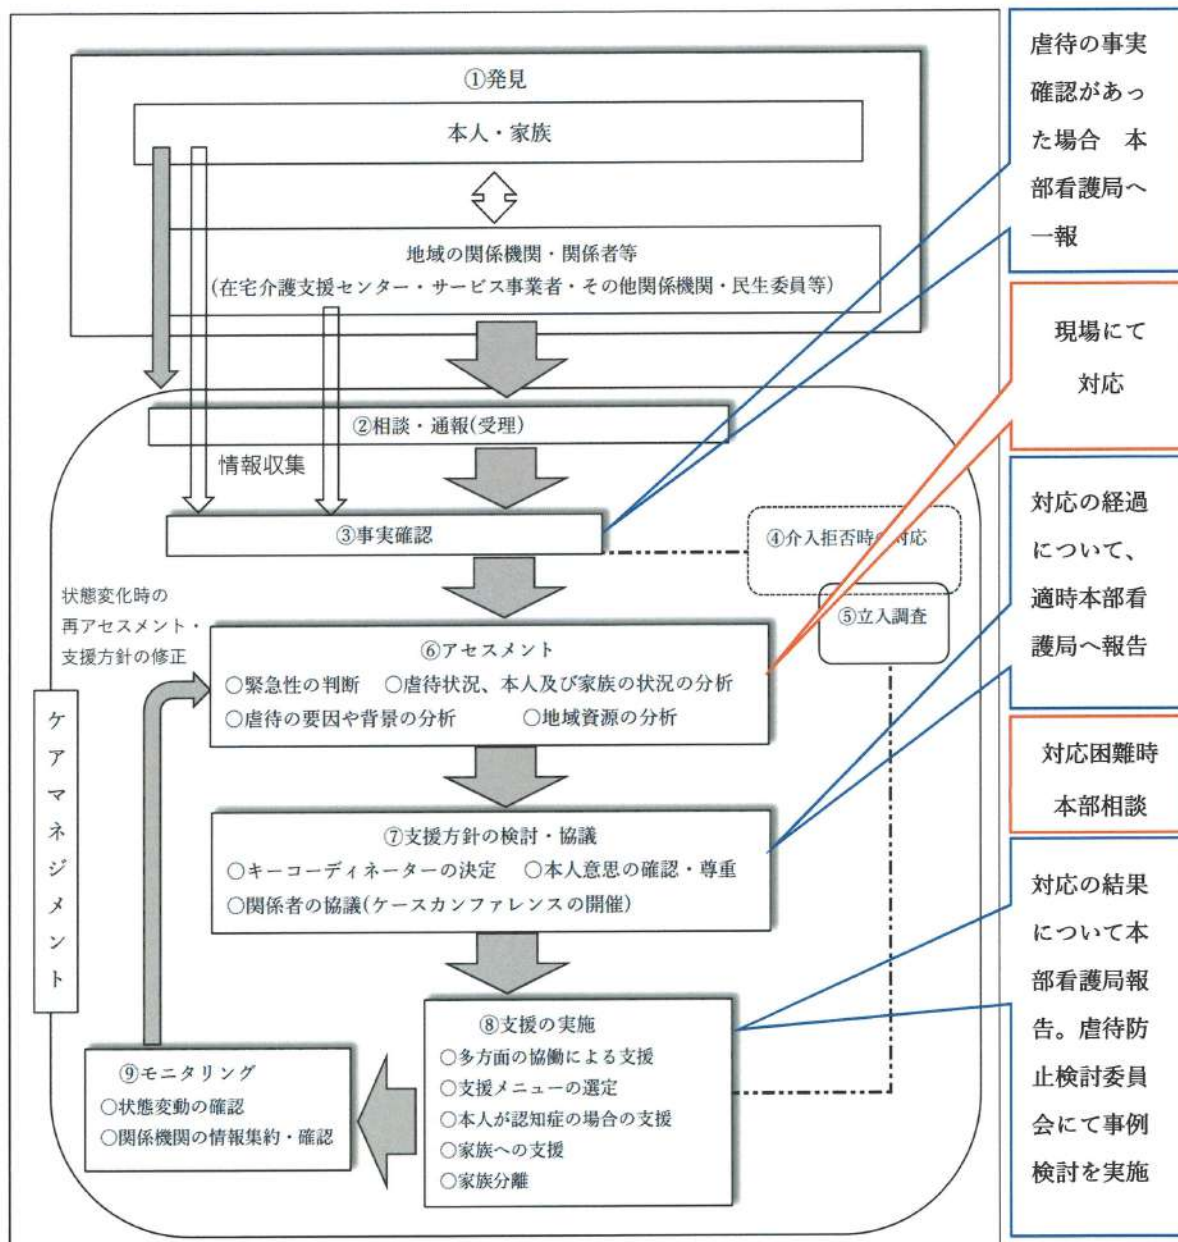 ①発見
本人・家族
地域の関係機関・関係者等
(在宅介護支援センター・サービス事業者・その他関係機関・民生委員等)
②相談・通報(受理)
情報収集
③事実確認
④介入拒否時の対応
⑤立入調査
状態変化時の
再アセスメント・
支援方針の修正
⑥アセスメント
○緊急性の判断 ○虐待状況、本人及び家族の状況の分析
○虐待の要因や背景の分析 ○地域資源の分析
ケアマネジメント
⑦支援方針の検討・協議
○キーコーディネーターの決定 ○本人意思の確認・尊重
○関係者の協議(ケースカンファレンスの開催)
⑧支援の実施
○多方面の協働による支援
○支援メニューの選定
○本人が認知症の場合の支援
○家族への支援
○家族分離
⑨モニタリング
○状態変動の確認
○関係機関の情報集約・確認
虐待の事実
確認があっ
た場合 本
部看護局へ
一報
現場にて
対応
対応の経過
について、
適時本部看
護局へ報告
対応困難時
本部相談
対応の結果
について本
部看護局報
告。虐待防
止検討委員
会にて事例
検討を実施